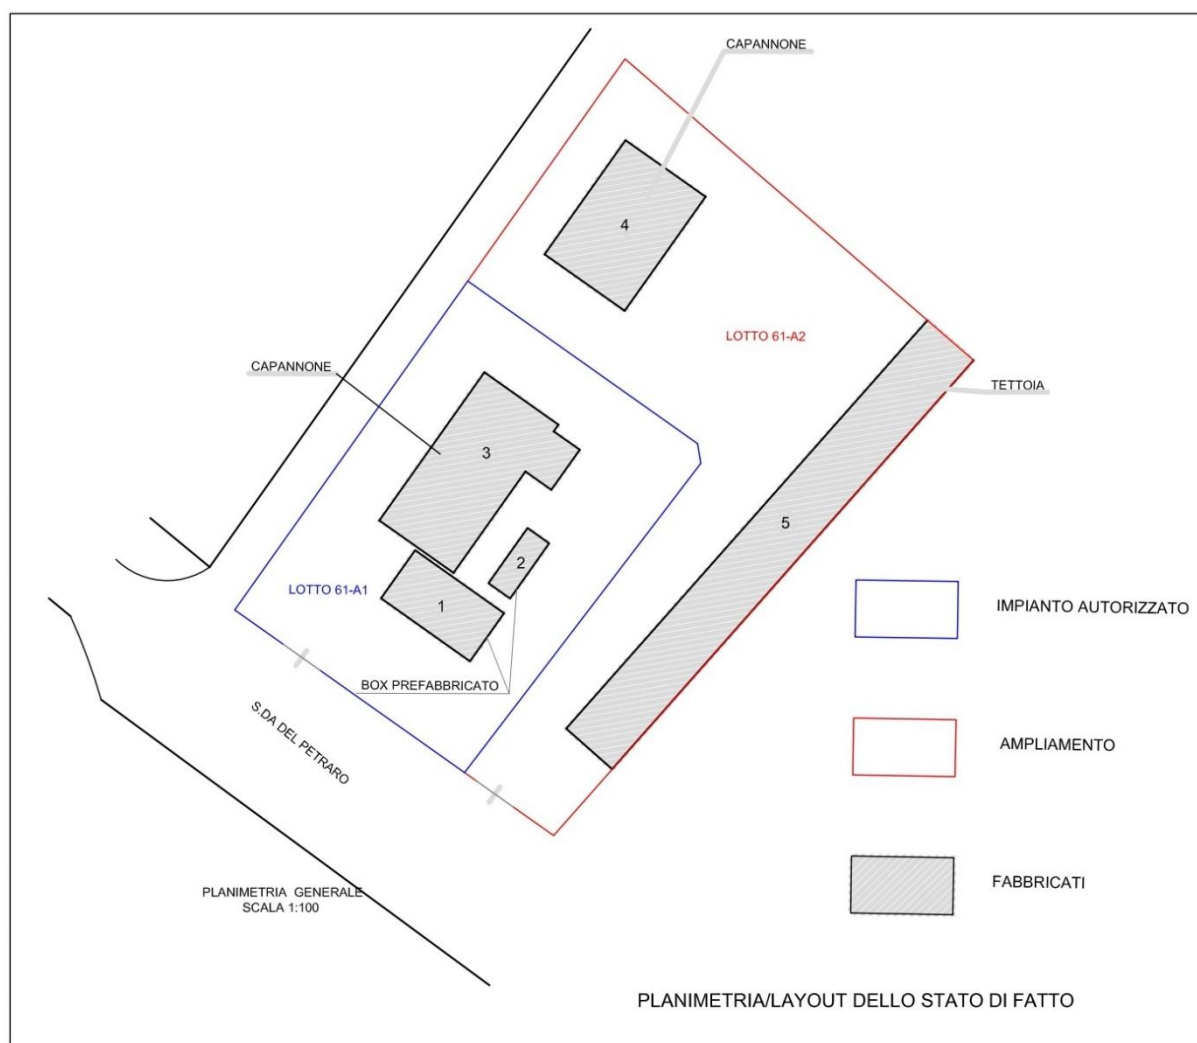 CAPANNONE
4
LOTTO 61-A2
CAPANNONE
TETTOIA
3
5
2
LOTTO 61-A1
1
IMPIANTO AUTORIZZATO
BOX PREFABBRICATO
S.DA DEL PETRARO
AMPLIAMENTO
PLANIMETRIA GENERALE
SCALA 1:100
FABBRICATI
PLANIMETRIA/LAYOUT DELLO STATO DI FATTO